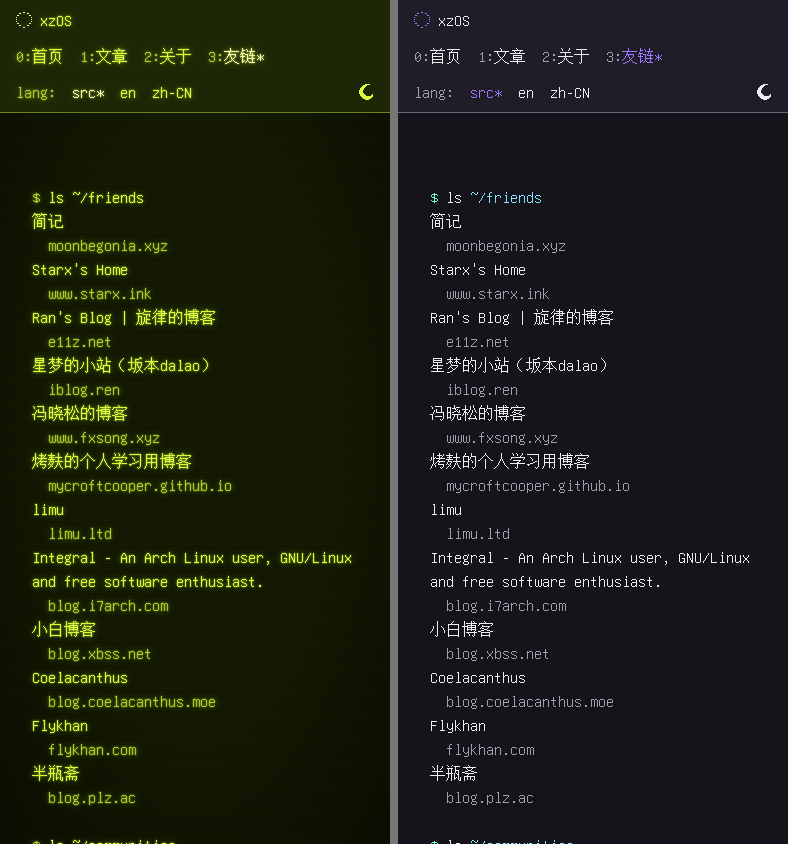 xzOS
0:首页 1:文章 2:关于 3:友链*
lang: src* en zh-CN
$ ls ~/friends
简记
moonbegonia.xyz
Starx's Home
www.starx.ink
Ran's Blog | 旋律的博客
e11z.net
星梦的小站（坂本dalao）
iblog.ren
冯晓松的博客
www.fxsong.xyz
烤麸的个人学习用博客
mycroftcooper.github.io
limu
limu.ltd
Integral - An Arch Linux user, GNU/Linux
and free software enthusiast.
blog.i7arch.com
小白博客
blog.xbss.net
Coelacanthus
blog.coelacanthus.moe
Flykhan
flykhan.com
半瓶斋
blog.plz.ac
$ ls ~/communities
xzOS
0:首页 1:文章 2:关于 3:友链*
lang: src* en zh-CN
$ ls ~/friends
简记
moonbegonia.xyz
Starx's Home
www.starx.ink
Ran's Blog | 旋律的博客
e11z.net
星梦的小站（坂本dalao）
iblog.ren
冯晓松的博客
www.fxsong.xyz
烤麸的个人学习用博客
mycroftcooper.github.io
limu
limu.ltd
Integral - An Arch Linux user, GNU/Linux
and free software enthusiast.
blog.i7arch.com
小白博客
blog.xbss.net
Coelacanthus
blog.coelacanthus.moe
Flykhan
flykhan.com
半瓶斋
blog.plz.ac
$ ls ~/communities